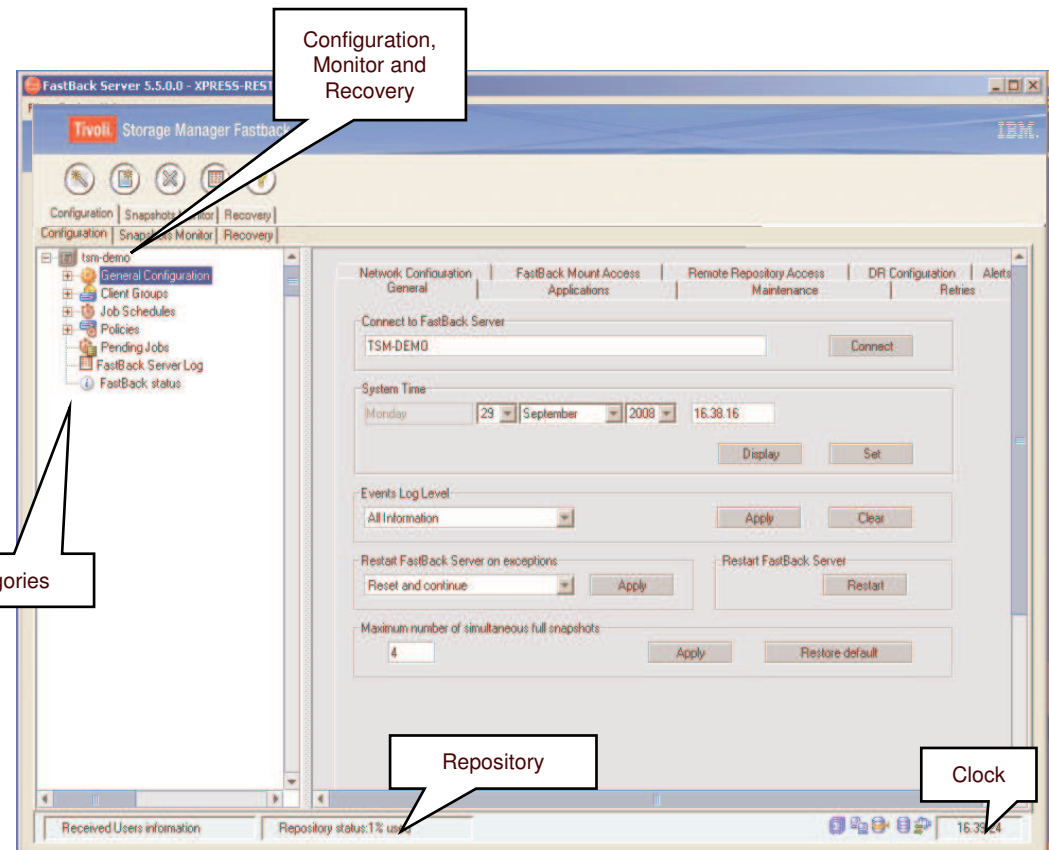 Configuration,
Monitor and
Recovery
FastBack Server 5.5.0.0 - XPRESS-REST
Tivoli. Storage Manager Fastback
IBM.
Configuration Snapshots Monitor Recovery
Configuration Snapshots Monitor Recovery
tsm-demo
General Configuration
Client Groups
Job Schedules
Policies
Pending Jobs
FastBack Server Log
FastBack status
gories
Network Configuration FastBack Mount Access Remote Repository Access DR Configuration Alerts
General Applications Maintenance Retries
Connect to FastBack Server
TSM-DEMO Connect
System Time
Monday 29 September 2008 16.38.16
Display Set
Events Log Level
All Information Apply Clear
Restart FastBack Server on exceptions Restart FastBack Server
Reset and continue Apply Restart
Maximum number of simultaneous full snapshots
4 Apply Restore default
Repository
Clock
Received Users information Repository status:1% used 16.39.24